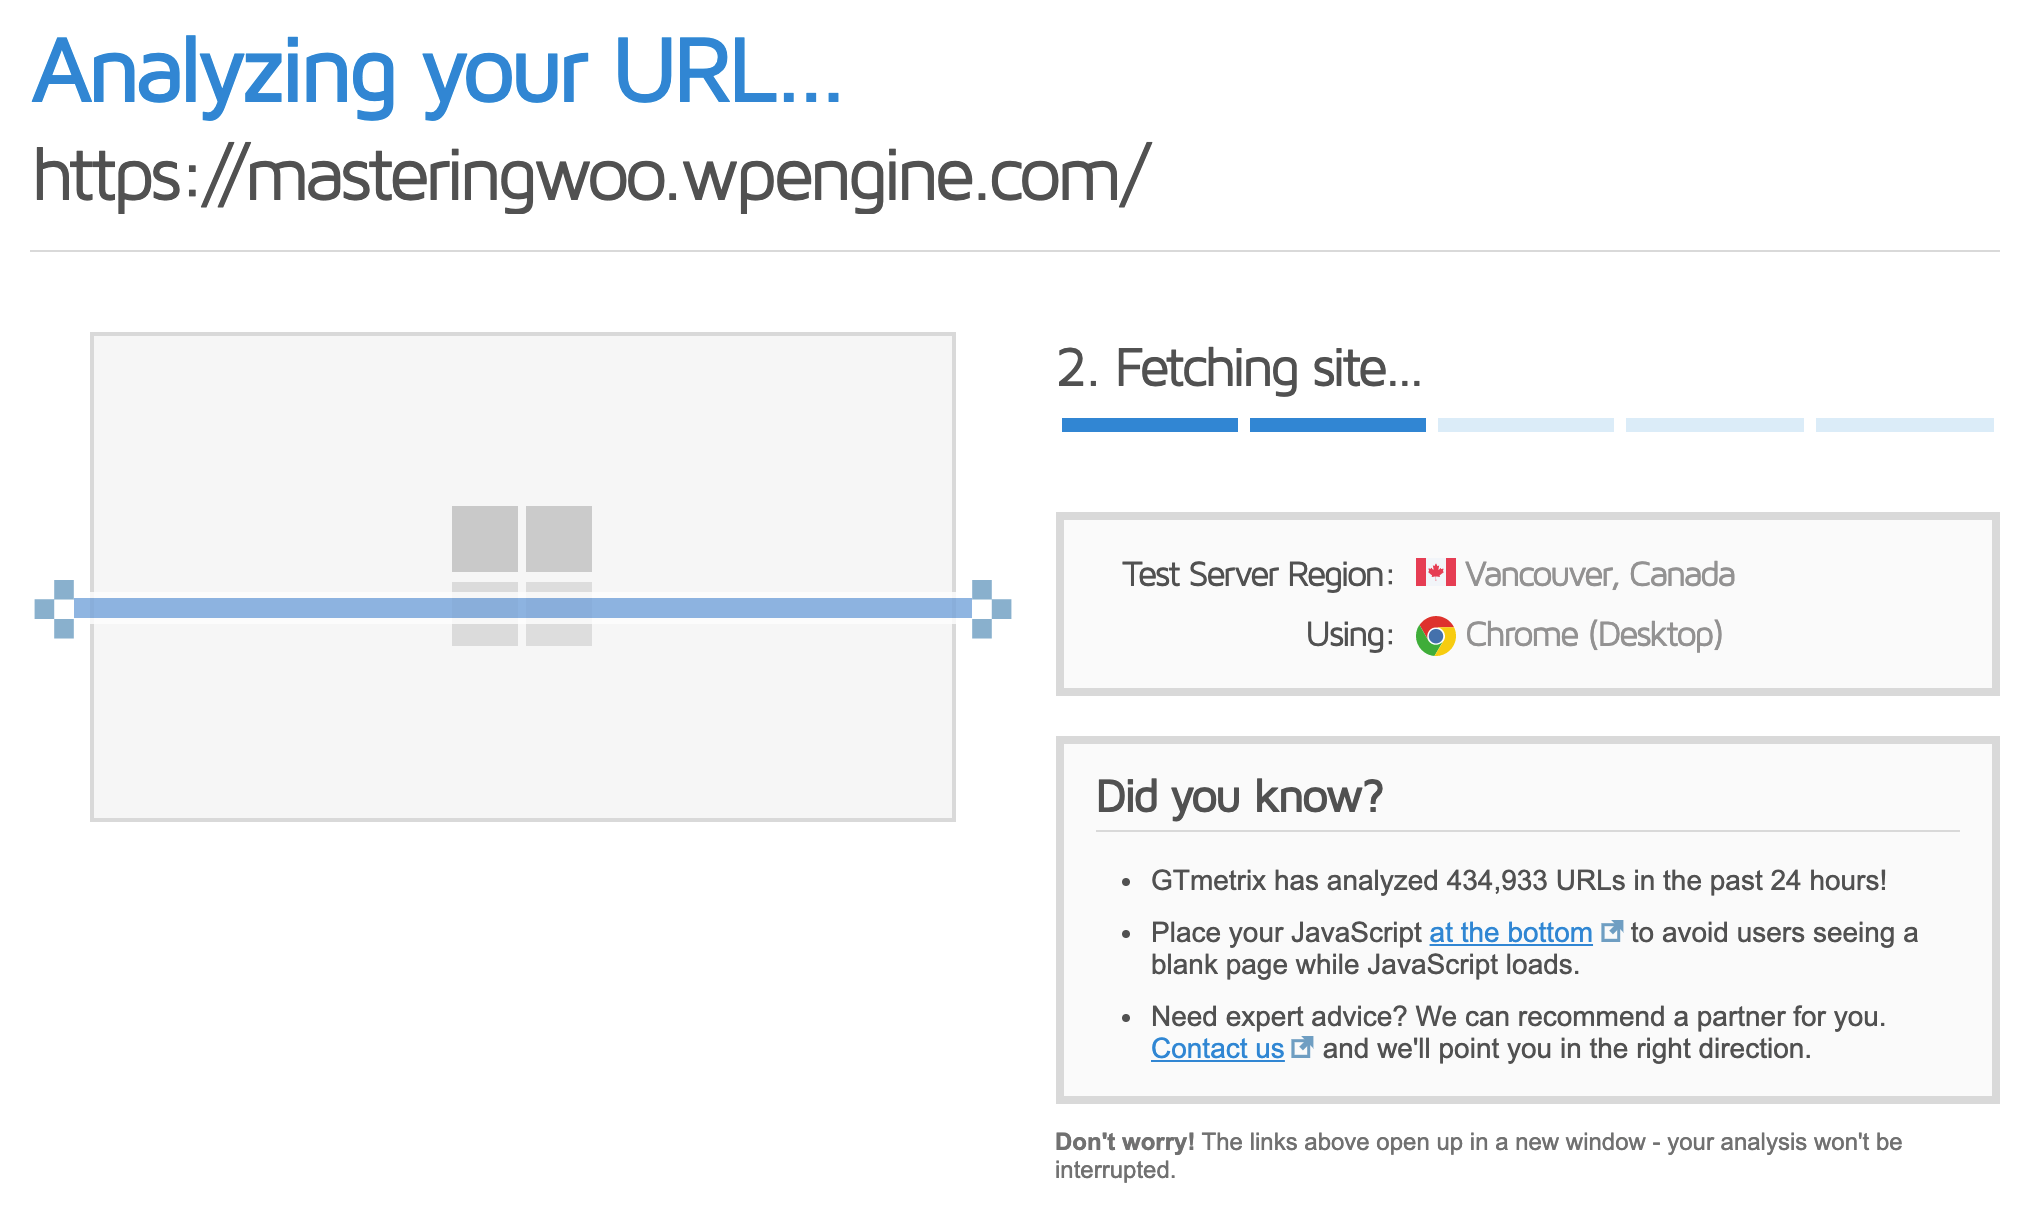 Analyzing your URL...
https://masteringwoo.wpengine.com/
2. Fetching site...
Test Server Region: Vancouver, Canada
Using: Chrome (Desktop)
Did you know?
• GTmetrix has analyzed 434,933 URLs in the past 24 hours!
• Place your JavaScript at the bottom to avoid users seeing a
blank page while JavaScript loads.
• Need expert advice? We can recommend a partner for you.
Contact us and we'll point you in the right direction.
Don't worry! The links above open up in a new window - your analysis won't be
interrupted.